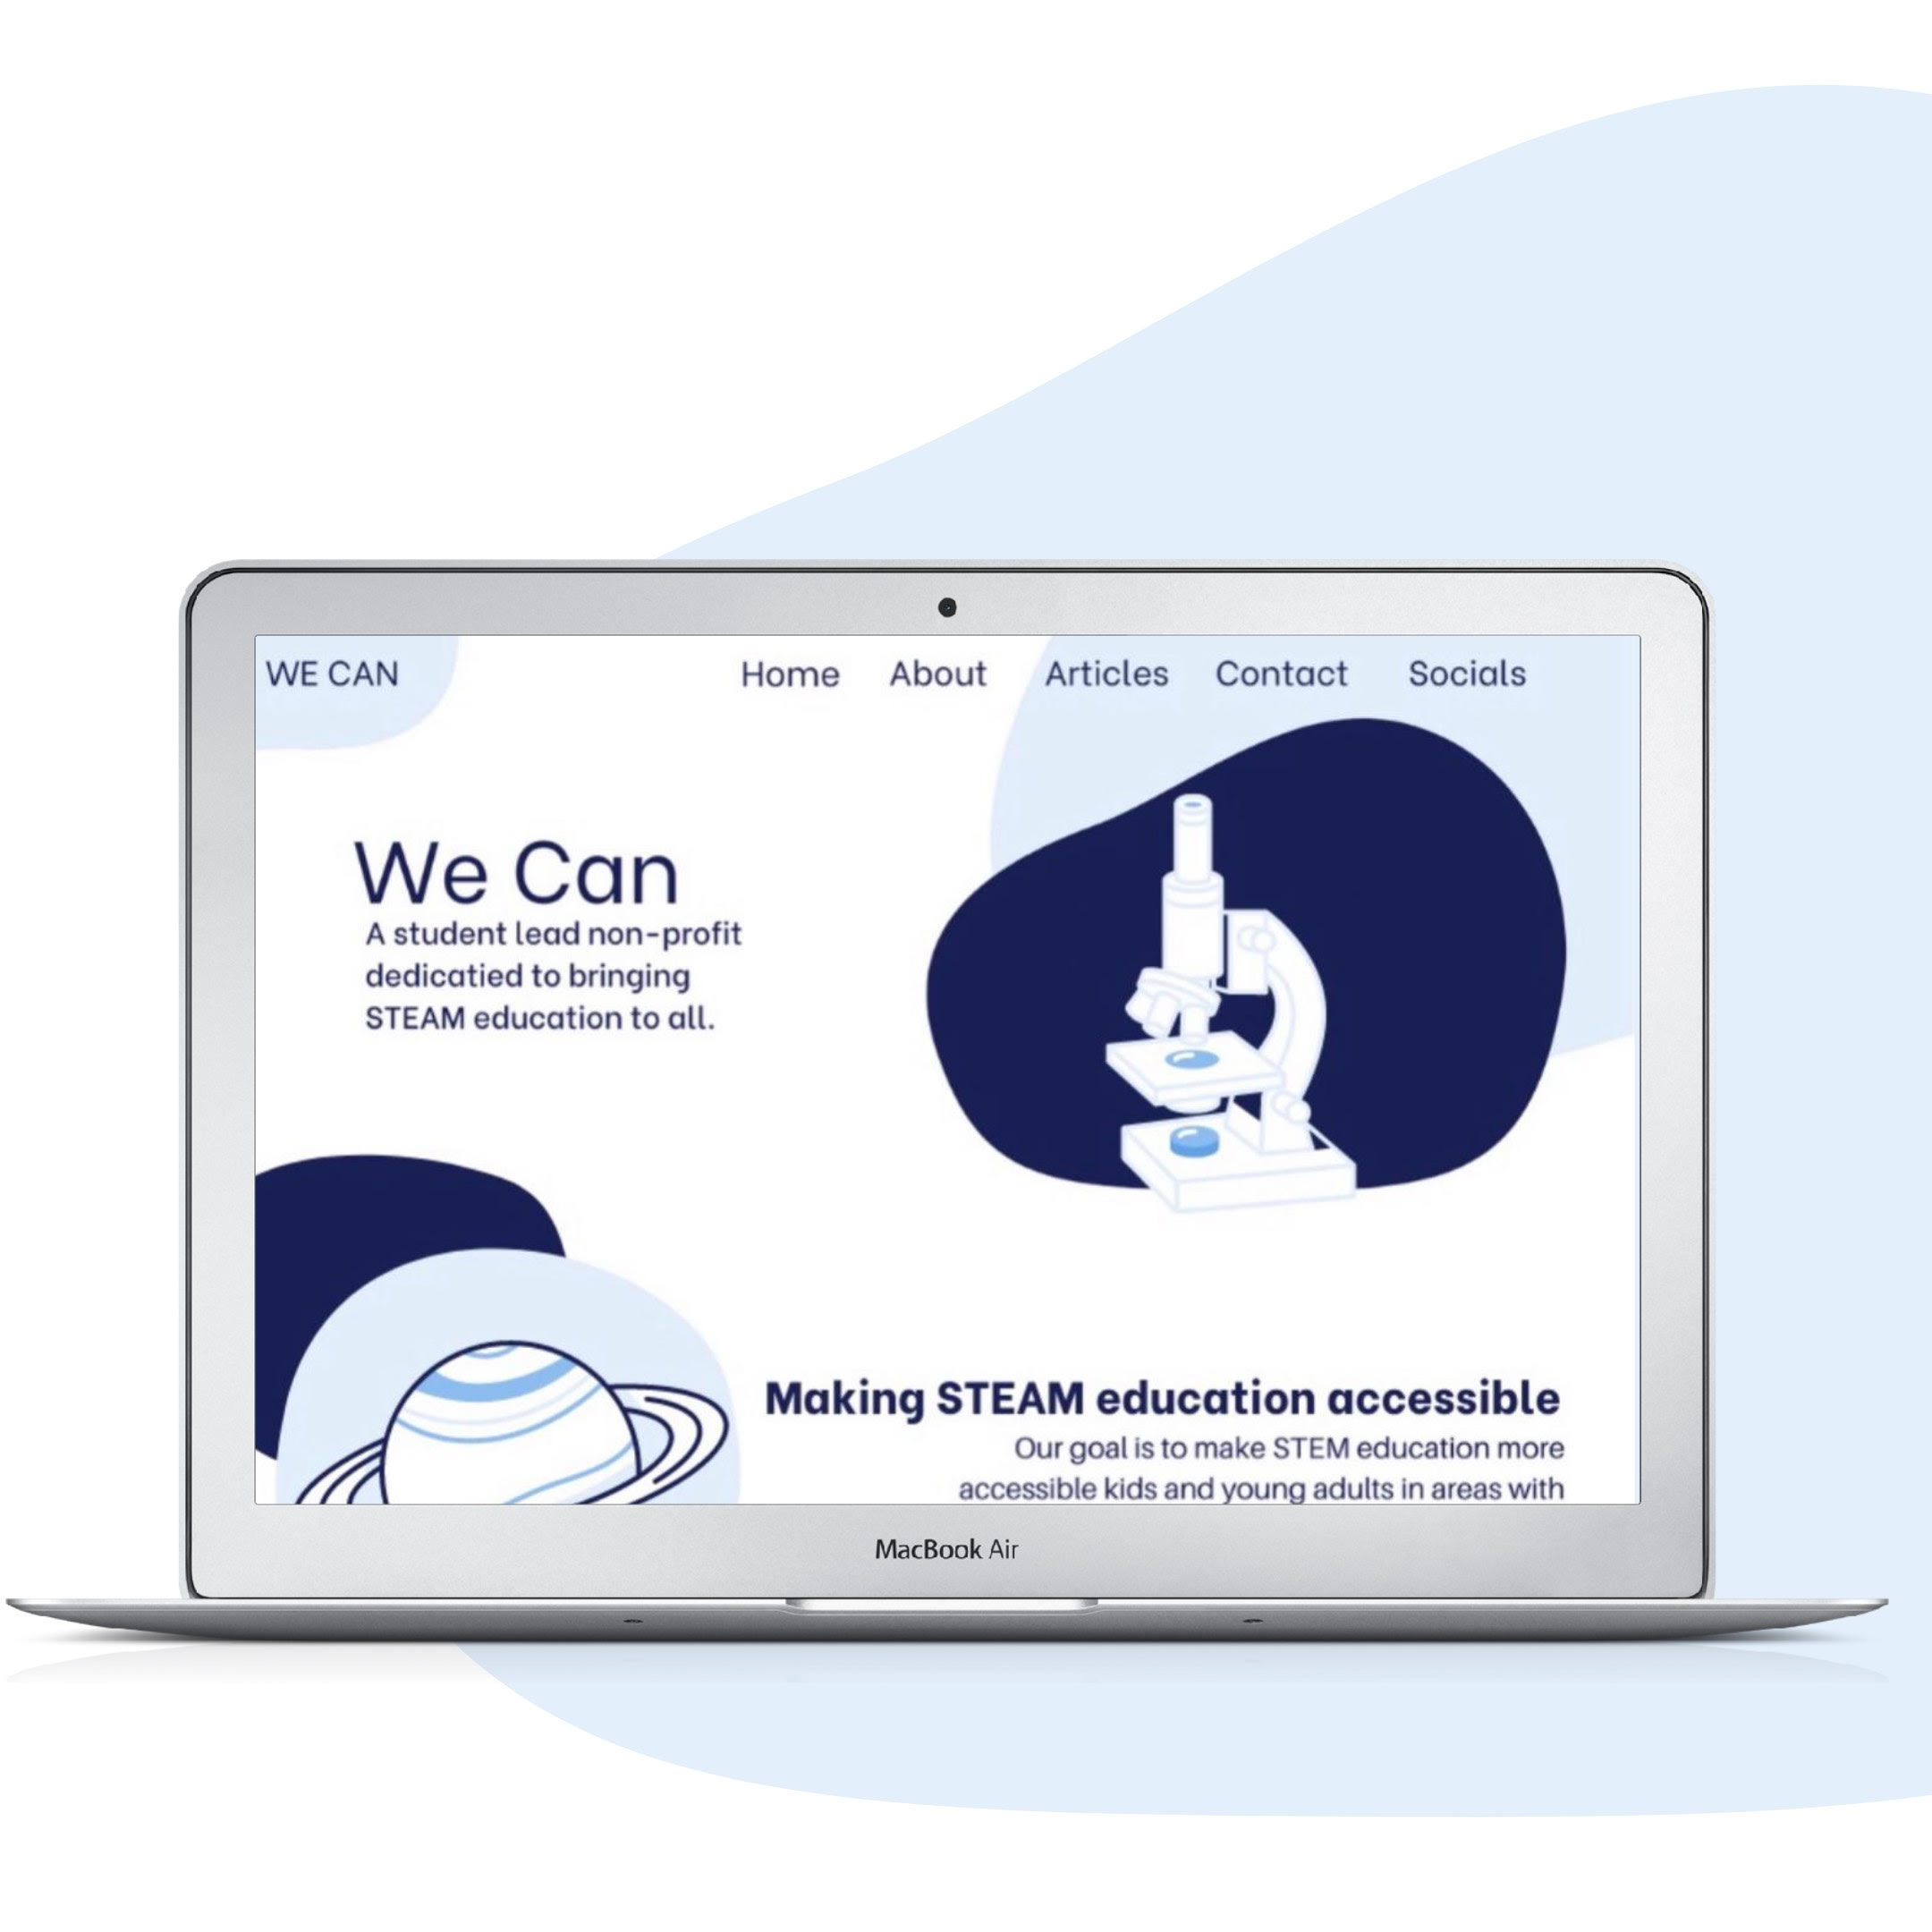 WE CAN
Home About Articles Contact Socials
We Can
A student lead non-profit
dedicatied to bringing
STEAM education to all.
Making STEAM education accessible
Our goal is to make STEM education more
accessible kids and young adults in areas with
MacBook Air